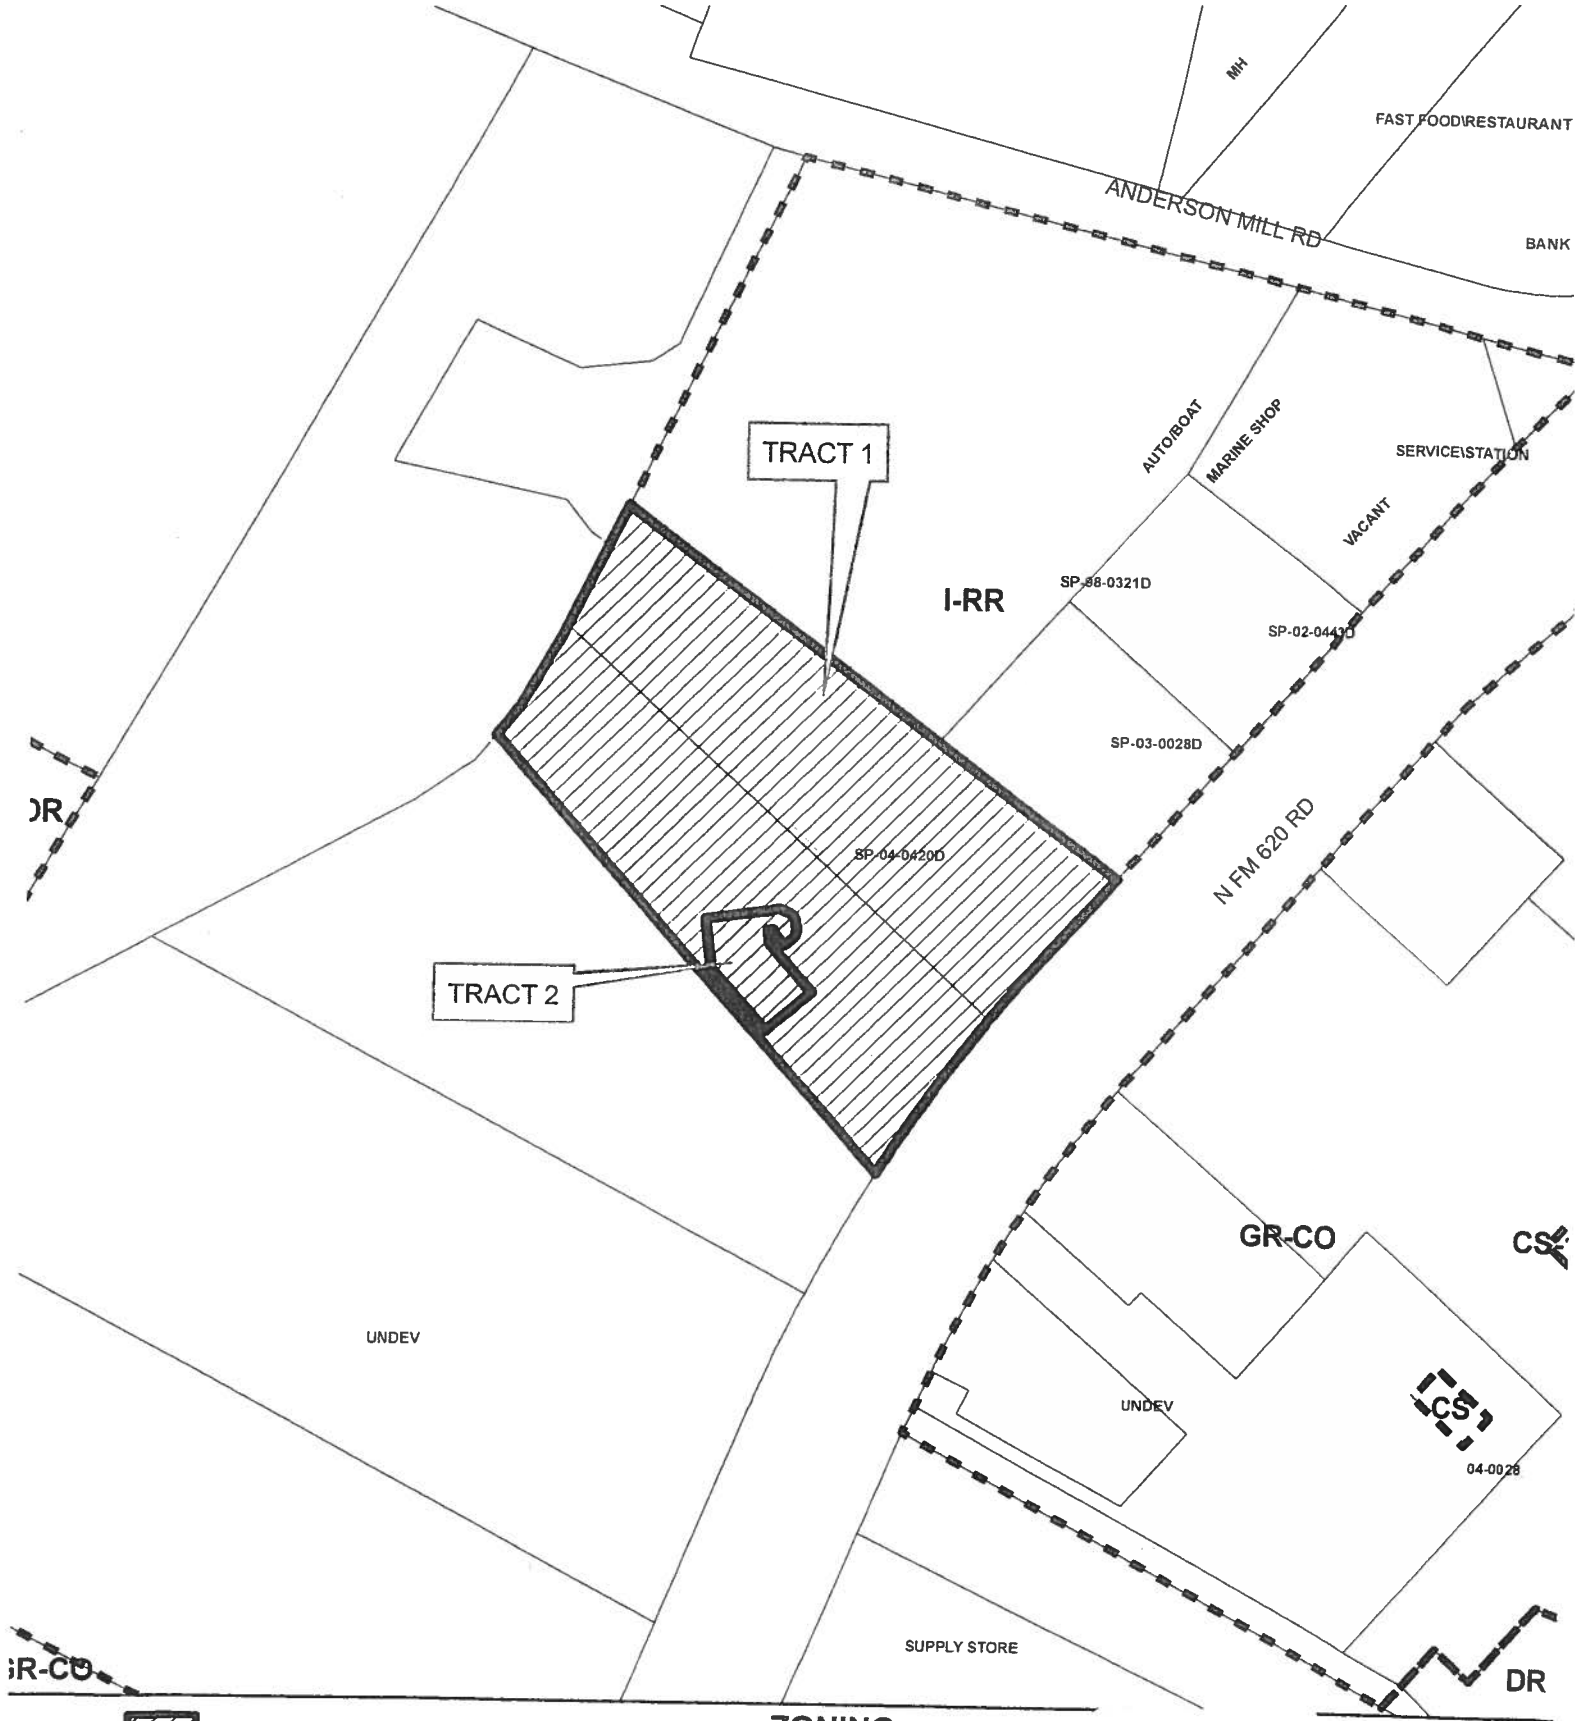 MH
FAST FOOD\RESTAURANT
ANDERSON MILL RD
BANK
TRACT 1
AUTO/BOAT
MARINE SHOP
SERVICE\STATION
VACANT
I-RR
SP-98-0321D
SP-02-0443D
SP-03-0028D
N FM 620 RD
SP-04-0420D
TRACT 2
GR-CO
UNDEV
UNDEV
CS
04-0028
SUPPLY STORE
GR-CO
DR
ZONING